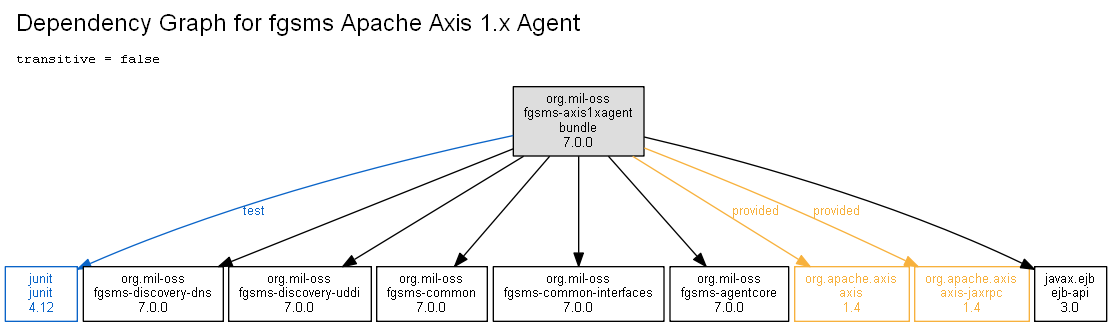 Dependency Graph for fgsms Apache Axis 1.x Agent
transitive = false
org.mil-oss
fgsms-axis1xagent
bundle
7.0.0
test
provided
provided
junit
junit
4.12
org.mil-oss
fgsms-discovery-dns
7.0.0
org.mil-oss
fgsms-discovery-uddi
7.0.0
org.mil-oss
fgsms-common
7.0.0
org.mil-oss
fgsms-common-interfaces
7.0.0
org.mil-oss
fgsms-agentcore
7.0.0
org.apache.axis
axis
1.4
org.apache.axis
axis-jaxrpc
1.4
javax.ejb
ejb-api
3.0